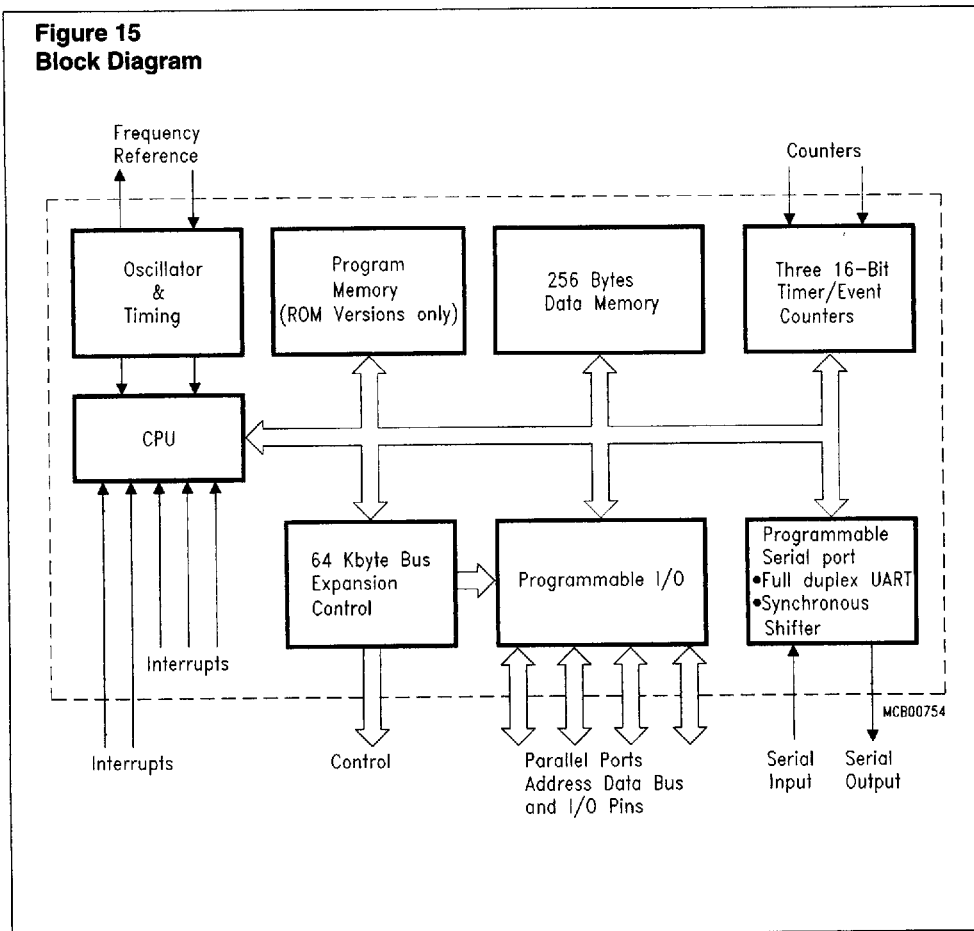 Figure 15
Block Diagram
Frequency
Reference
Counters
Oscillator
&
Timing
Program
Memory
(ROM Versions only)
256 Bytes
Data Memory
Three 16-Bit
Timer/Event
Counters
CPU
64 Kbyte Bus
Expansion
Control
Programmable I/O
Programmable
Serial port
•Full duplex UART
•Synchronous
Shifter
Interrupts
MCB00754
Interrupts
Control
Parallel Ports
Address Data Bus
and I/O Pins
Serial
Input
Serial
Output